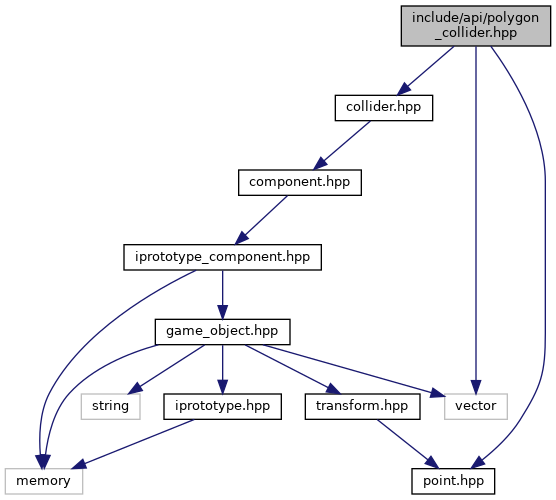 include/api/polygon
_collider.hpp
collider.hpp
component.hpp
iprototype_component.hpp
game_object.hpp
string
iprototype.hpp
transform.hpp
vector
memory
point.hpp